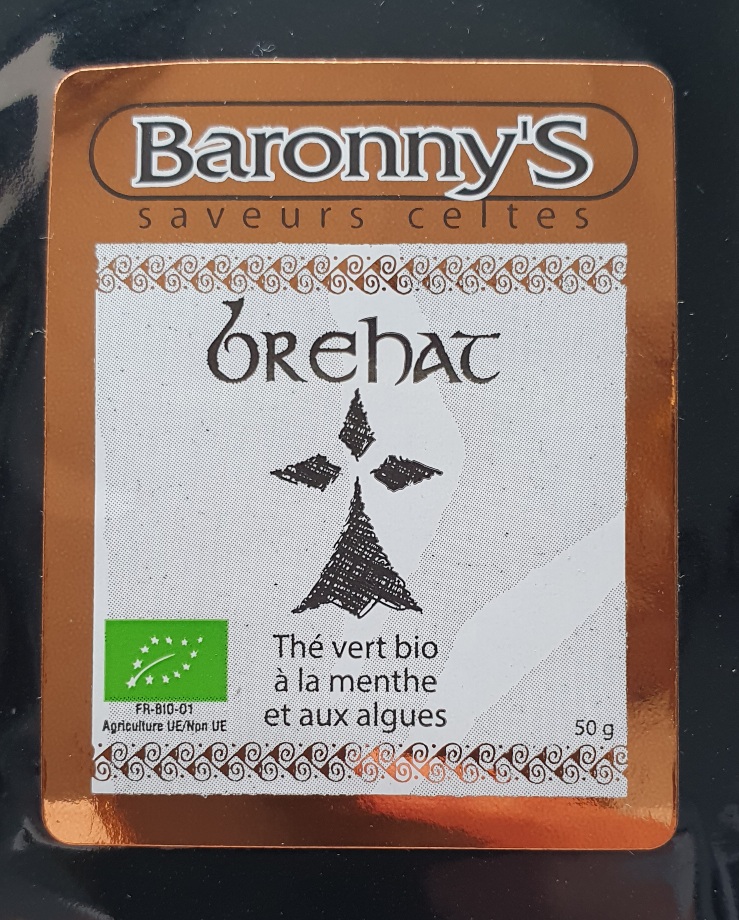 Baronny'S
saveurs celtes
brehat
Thé vert bio
à la menthe
et aux algues
FR-BIO-01
Agriculture UE/Non UE
50 g